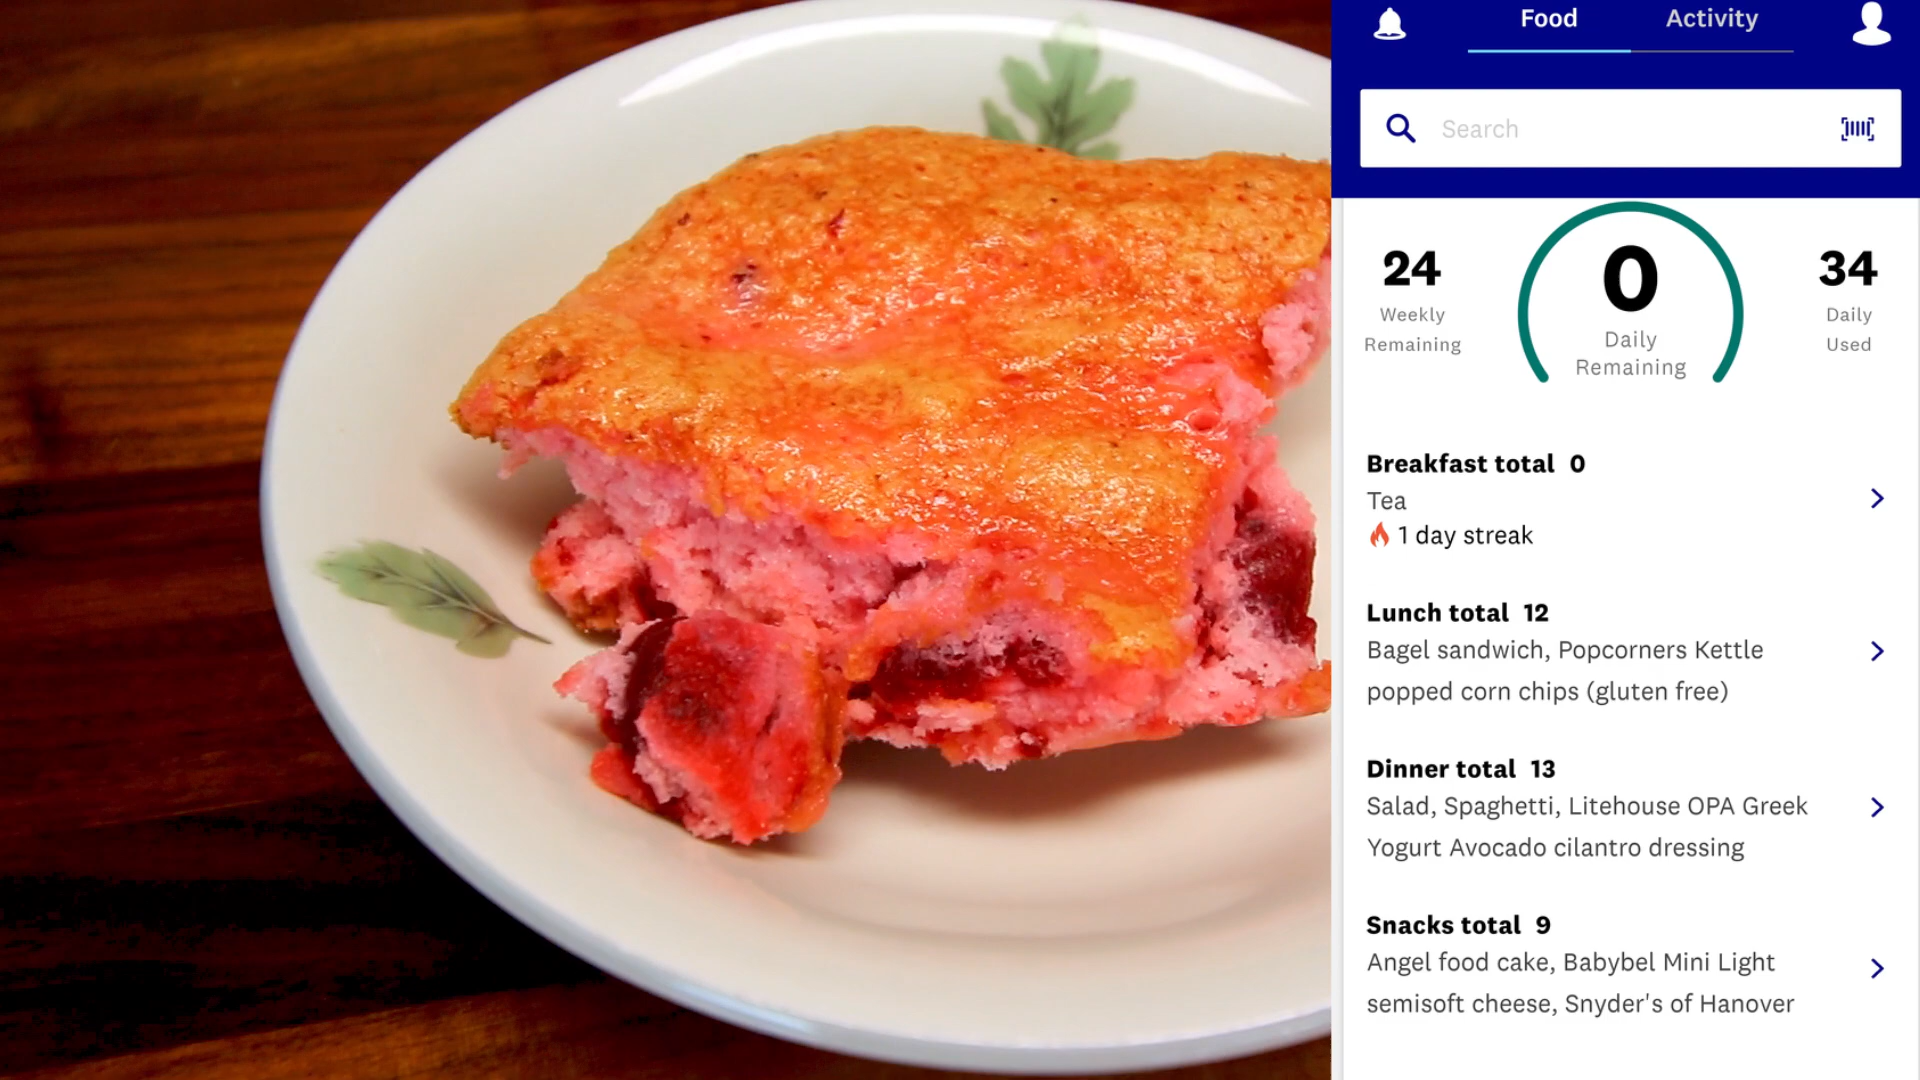 Food
Activity
Search
24
Weekly
Remaining
0
Daily
Remaining
34
Daily
Used
Breakfast total 0
Tea
1 day streak
Lunch total 12
Bagel sandwich, Popcorners Kettle
popped corn chips (gluten free)
Dinner total 13
Salad, Spaghetti, Litehouse OPA Greek
Yogurt Avocado cilantro dressing
Snacks total 9
Angel food cake, Babybel Mini Light
semisoft cheese, Snyder's of Hanover